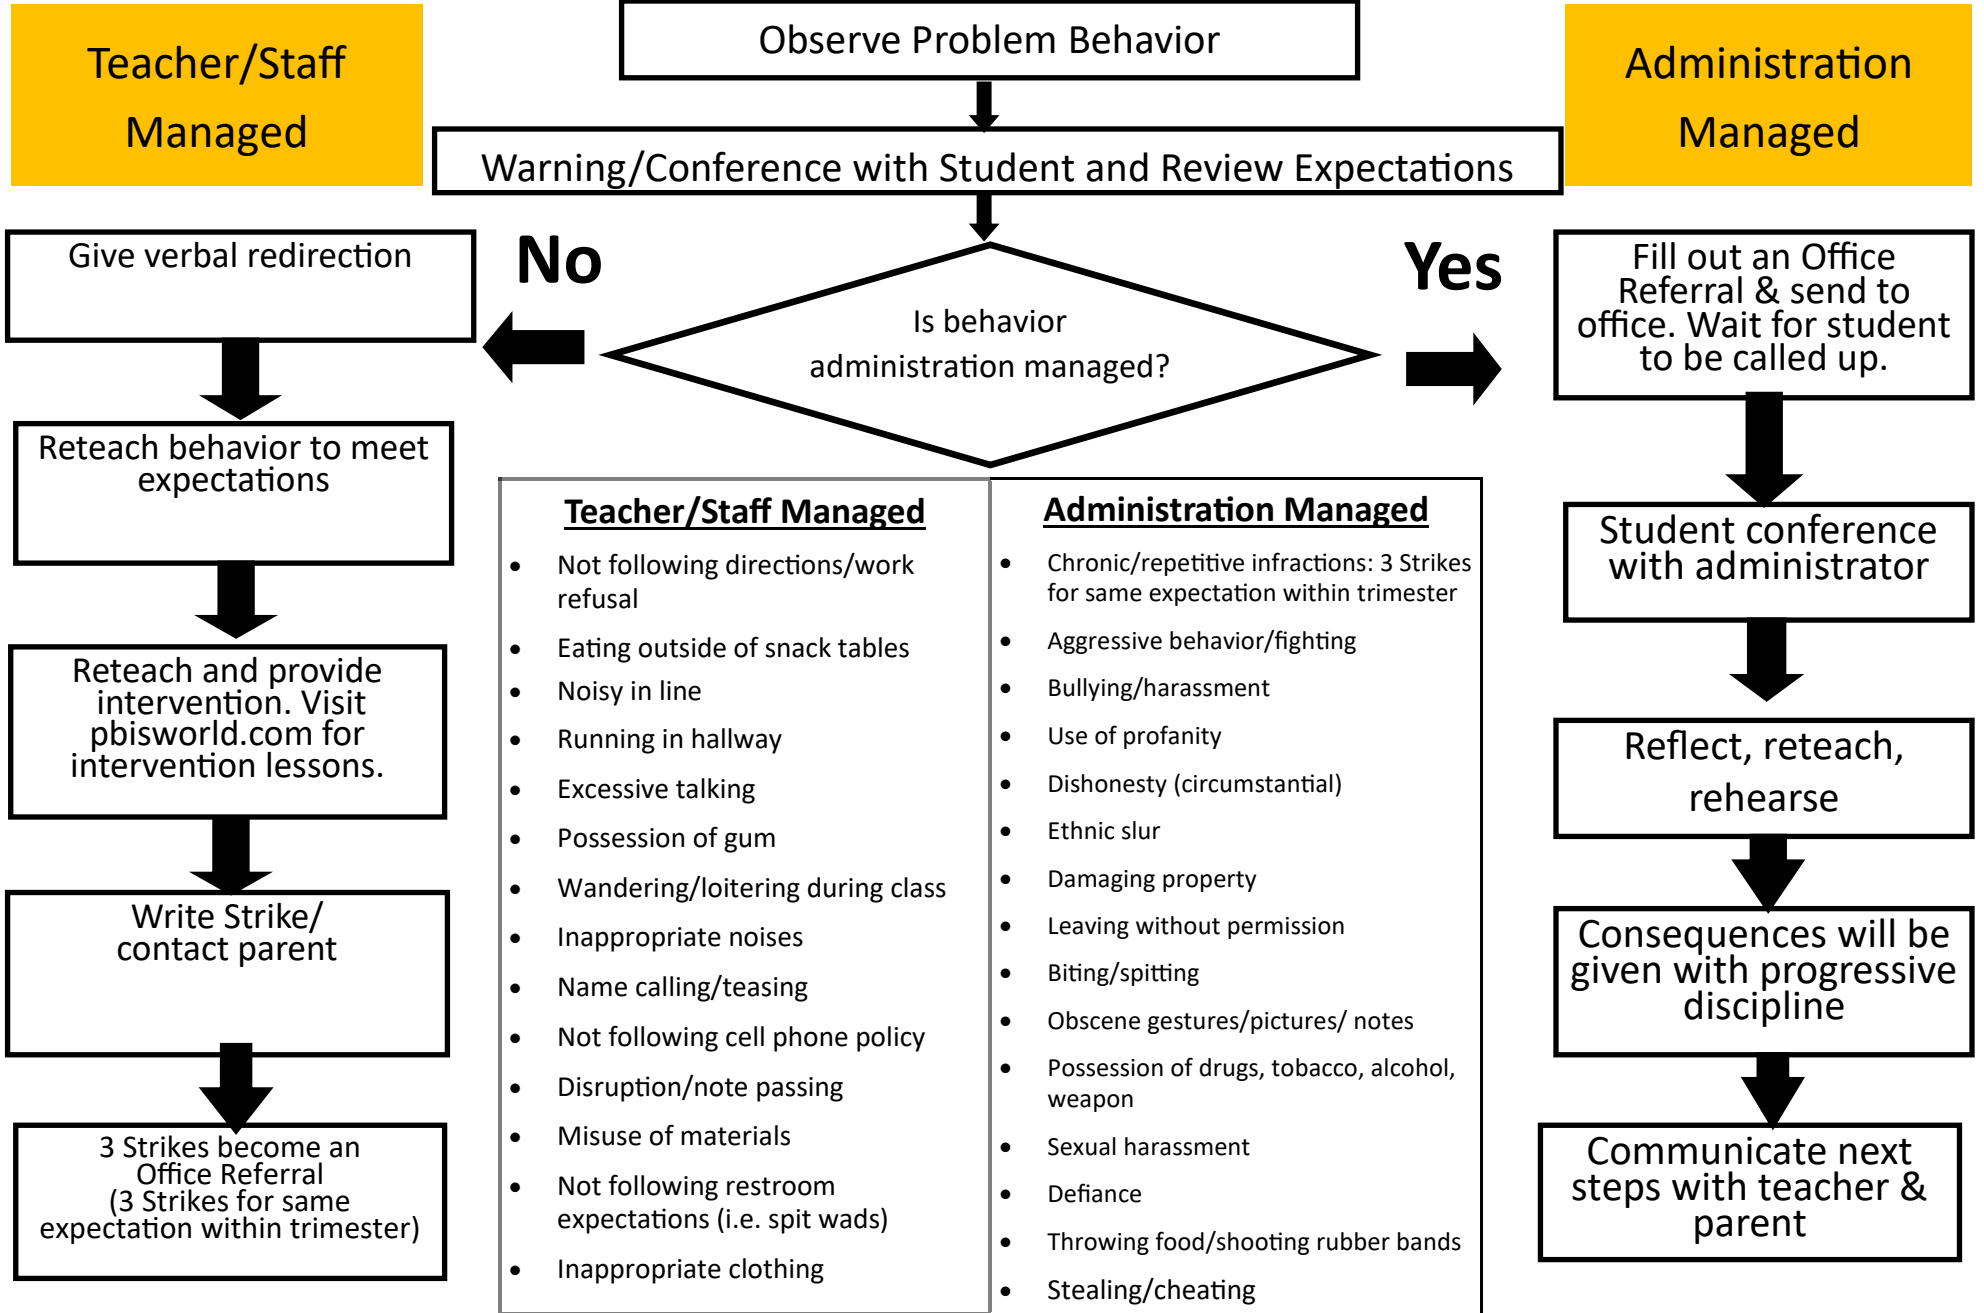 Teacher/Staff
Managed
Observe Problem Behavior
Administration
Managed
Warning/Conference with Student and Review Expectations
No
Yes
Is behavior
administration managed?
Give verbal redirection
Reteach behavior to meet
expectations
Reteach and provide
intervention. Visit
pbisworld.com for
intervention lessons.
Write Strike/
contact parent
3 Strikes become an
Office Referral
(3 Strikes for same
expectation within trimester)
Teacher/Staff Managed
• Not following directions/work
refusal
• Eating outside of snack tables
• Noisy in line
• Running in hallway
• Excessive talking
• Possession of gum
• Wandering/loitering during class
• Inappropriate noises
• Name calling/teasing
• Not following cell phone policy
• Disruption/note passing
• Misuse of materials
• Not following restroom
expectations (i.e. spit wads)
• Inappropriate clothing
Administration Managed
• Chronic/repetitive infractions: 3 Strikes
for same expectation within trimester
• Aggressive behavior/fighting
• Bullying/harassment
• Use of profanity
• Dishonesty (circumstantial)
• Ethnic slur
• Damaging property
• Leaving without permission
• Biting/spitting
• Obscene gestures/pictures/ notes
• Possession of drugs, tobacco, alcohol,
weapon
• Sexual harassment
• Defiance
• Throwing food/shooting rubber bands
• Stealing/cheating
Fill out an Office
Referral & send to
office. Wait for student
to be called up.
Student conference
with administrator
Reflect, reteach,
rehearse
Consequences will be
given with progressive
discipline
Communicate next
steps with teacher &
parent